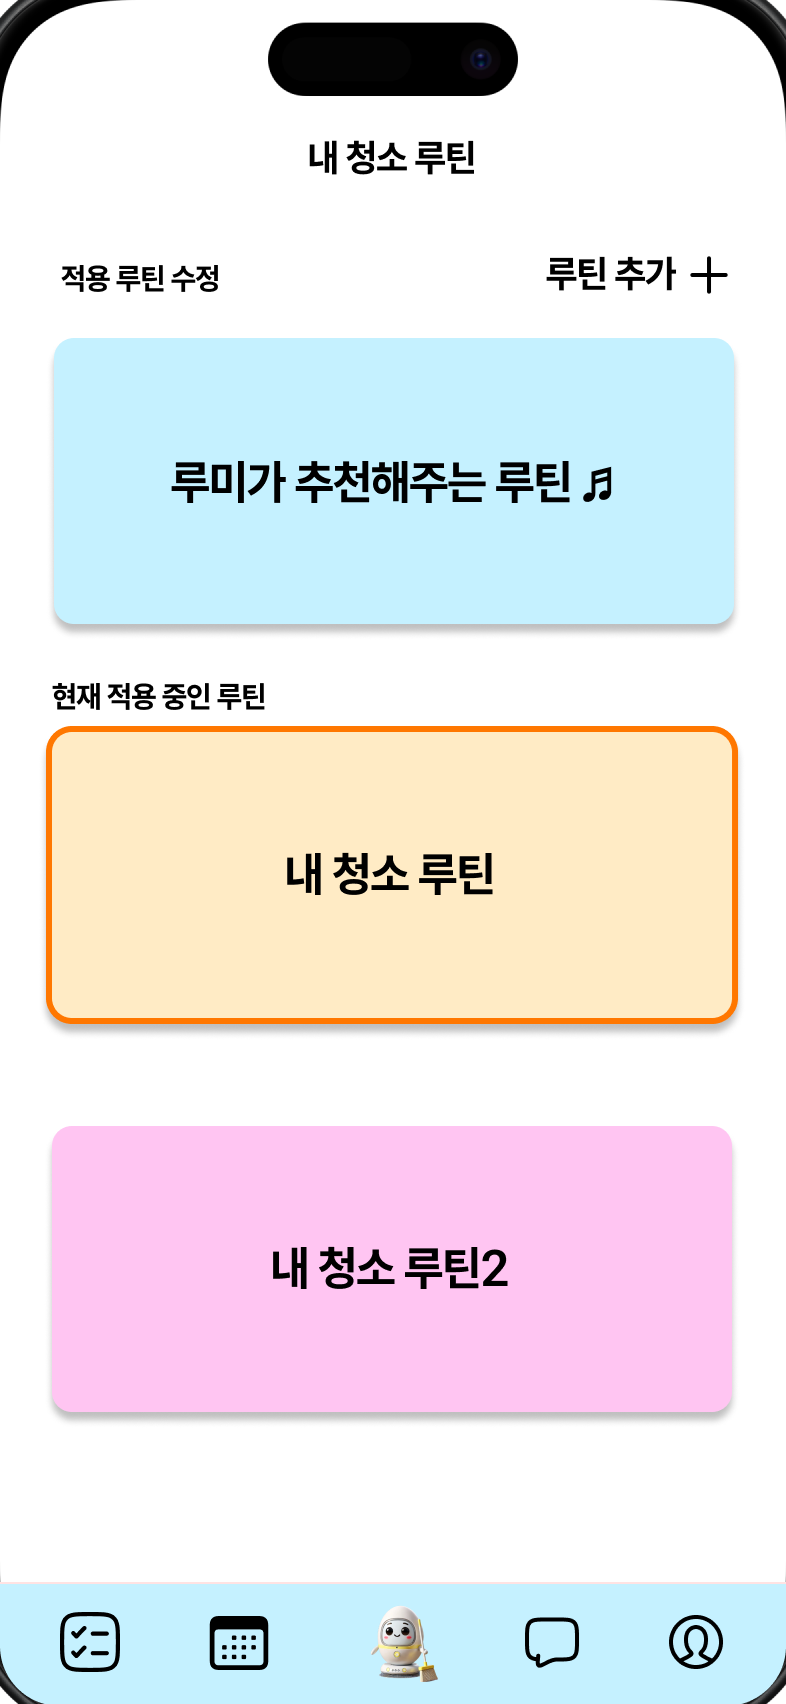 내 청소 루틴
적용 루틴 수정
루틴 추가 +
루미가 추천해주는 루틴 ♬
현재 적용 중인 루틴
내 청소 루틴
내 청소 루틴2